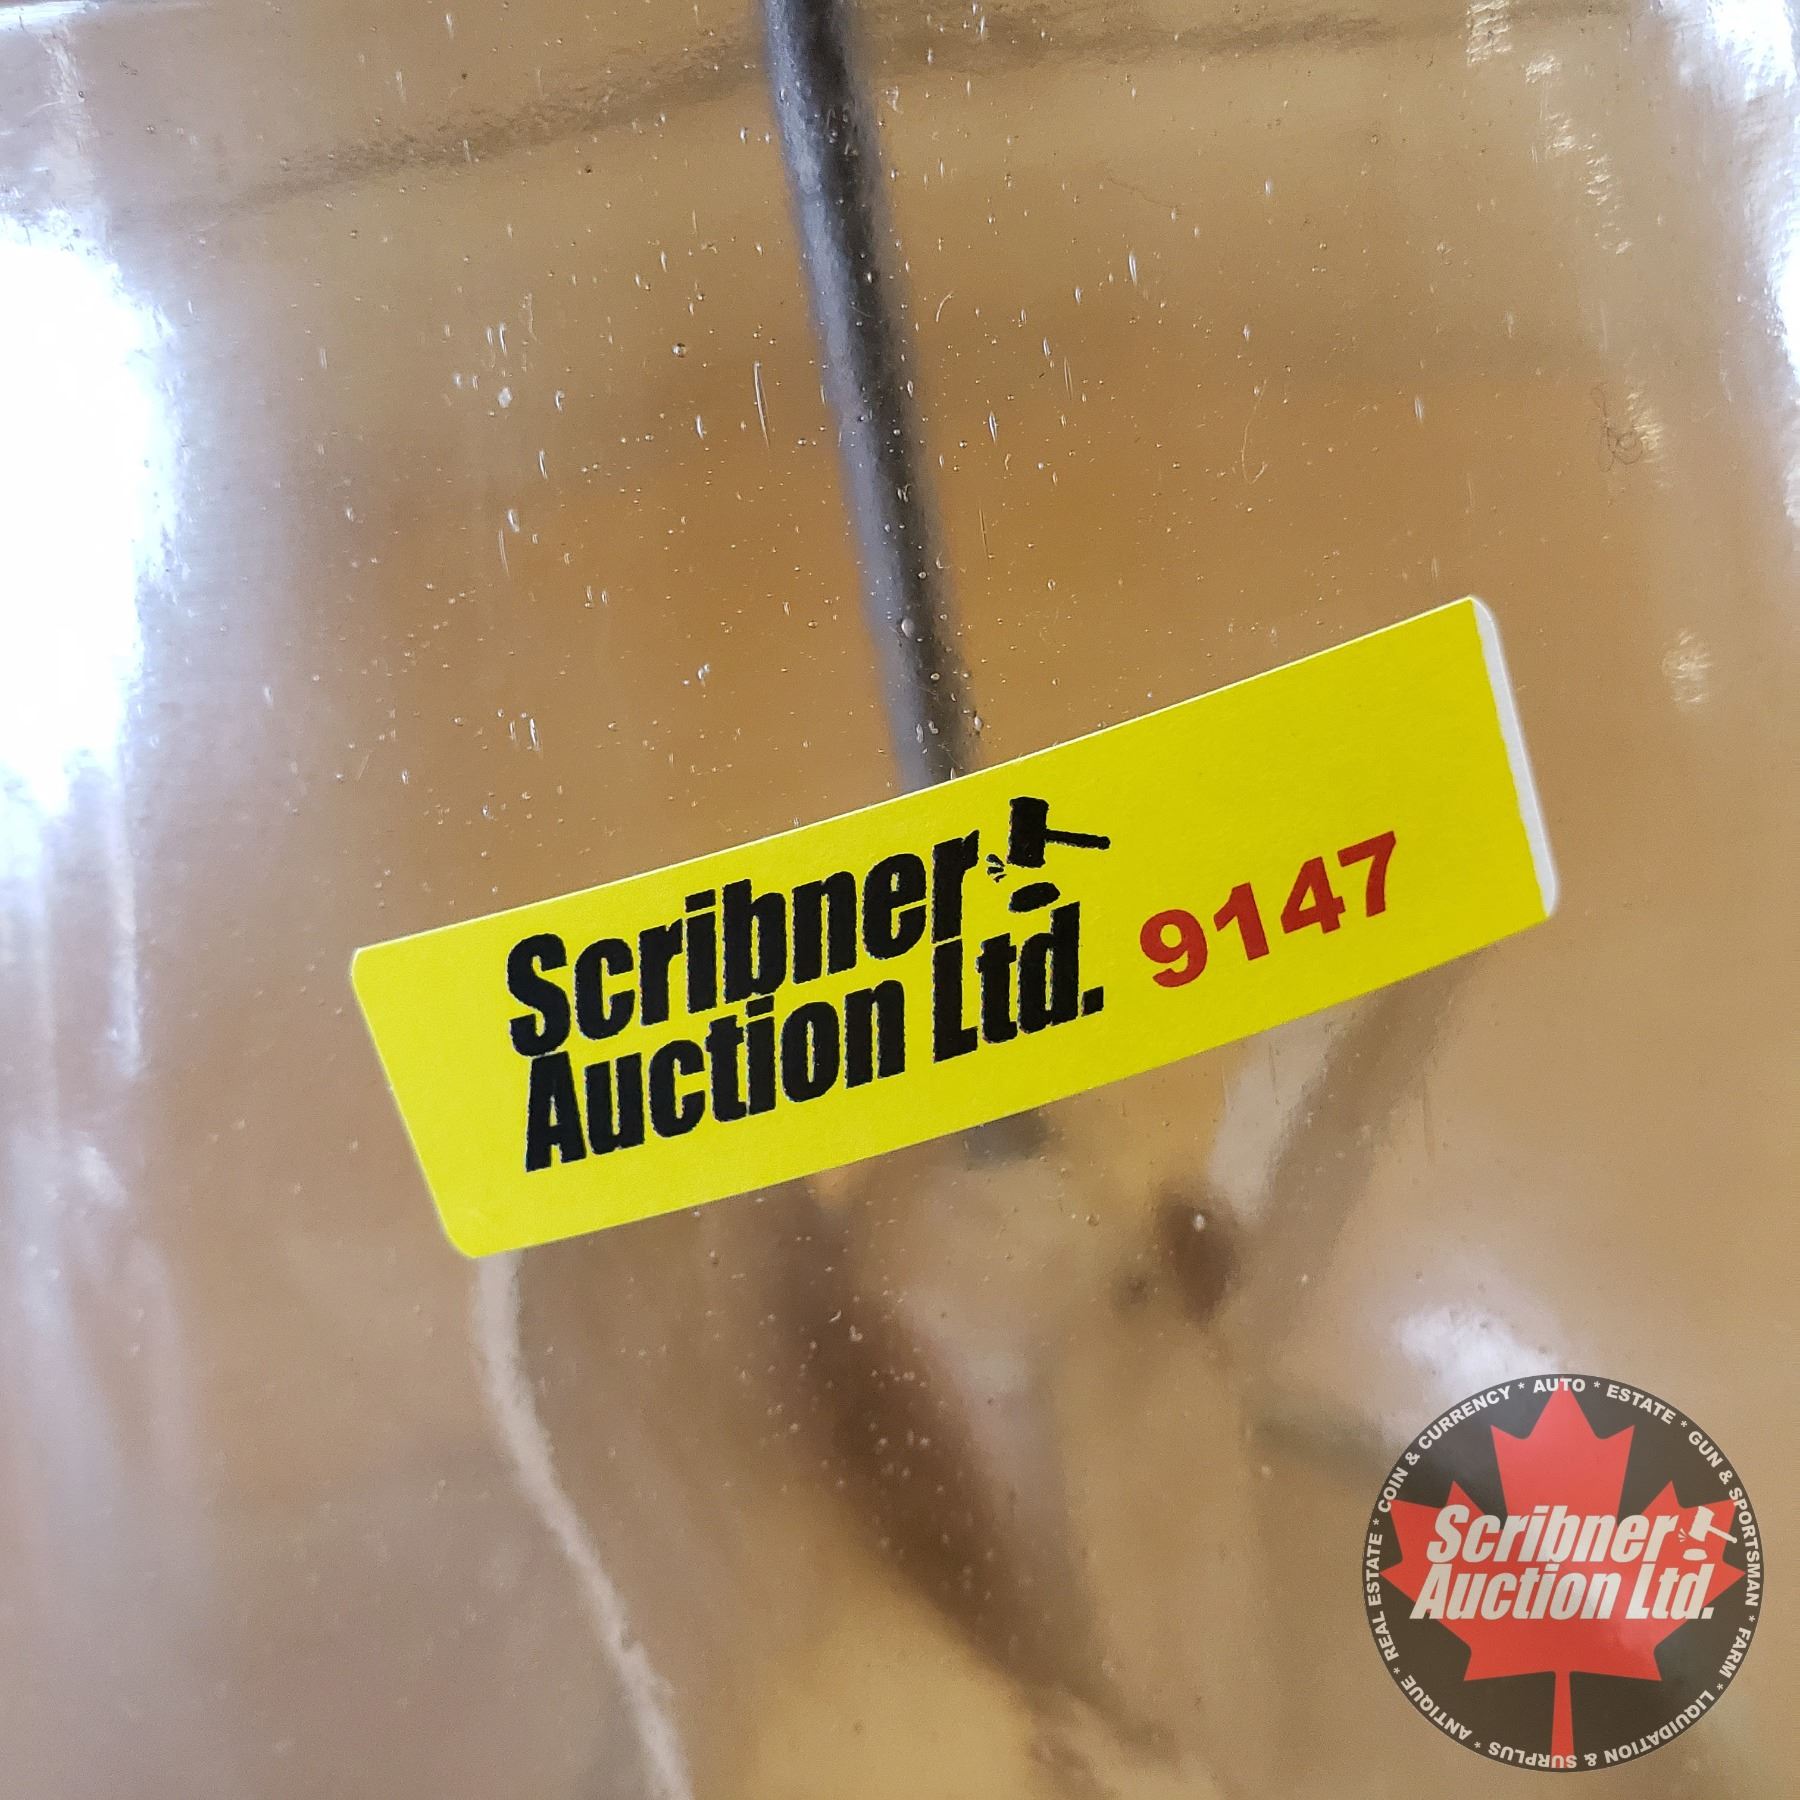 Scribner
Auction Ltd.
9147
* COIN & CURRENCY * AUTO * ESTATE * GUN & SPORTSMAN * FARM * LIQUIDATION & SURPLUS * ANTIQUE * REAL ESTATE
Scribner
Auction Ltd.